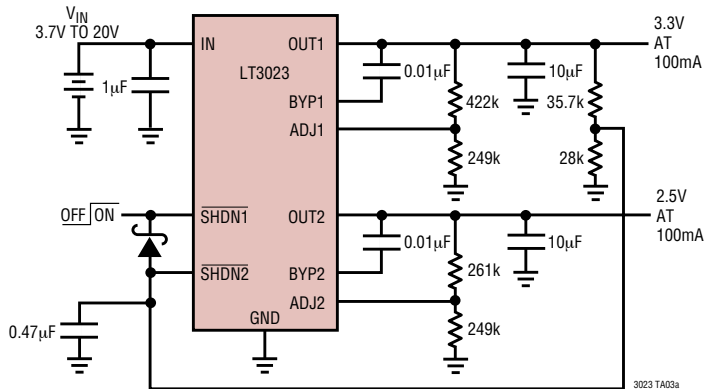 VIN
3.7V TO 20V
1μF
IN
LT3023
OUT1
BYP1
ADJ1
0.01μF
422k
249k
10μF
35.7k
28k
3.3V
AT
100mA
OFF ON
SHDN1
SHDN2
OUT2
BYP2
ADJ2
GND
0.01μF
261k
249k
10μF
2.5V
AT
100mA
0.47μF
3023 TA03a